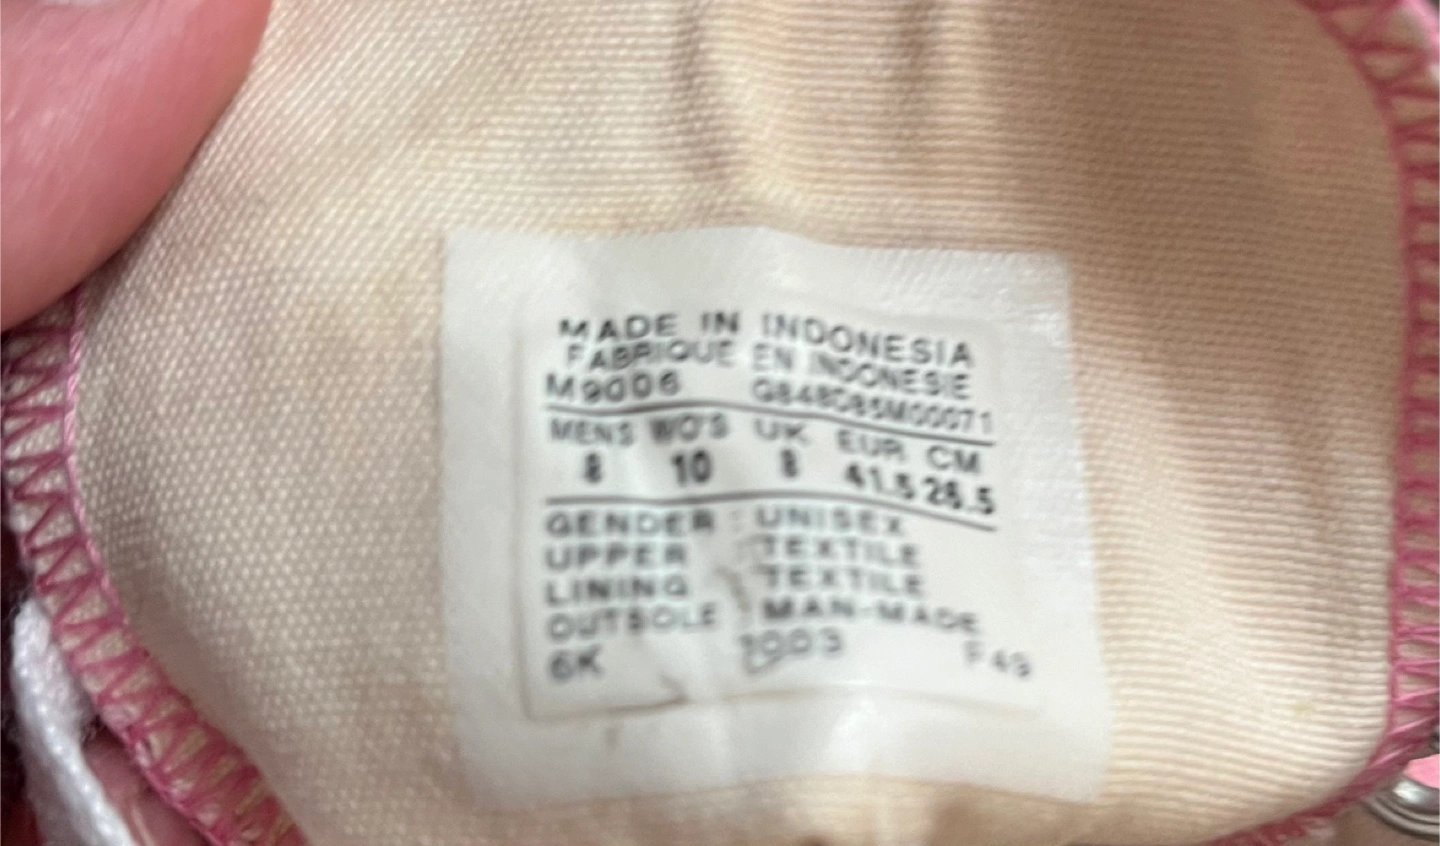 MADE IN INDONESIA
FABRIQUE EN INDONESIE
M9006 G848085M00071
MENS WO'S UK EUR CM
8 10 8 41.5 26.5
GENDER : UNISEX
UPPER TEXTILE
LINING TEXTILE
OUTSOLE MAN-MADE
6K 1003 F49